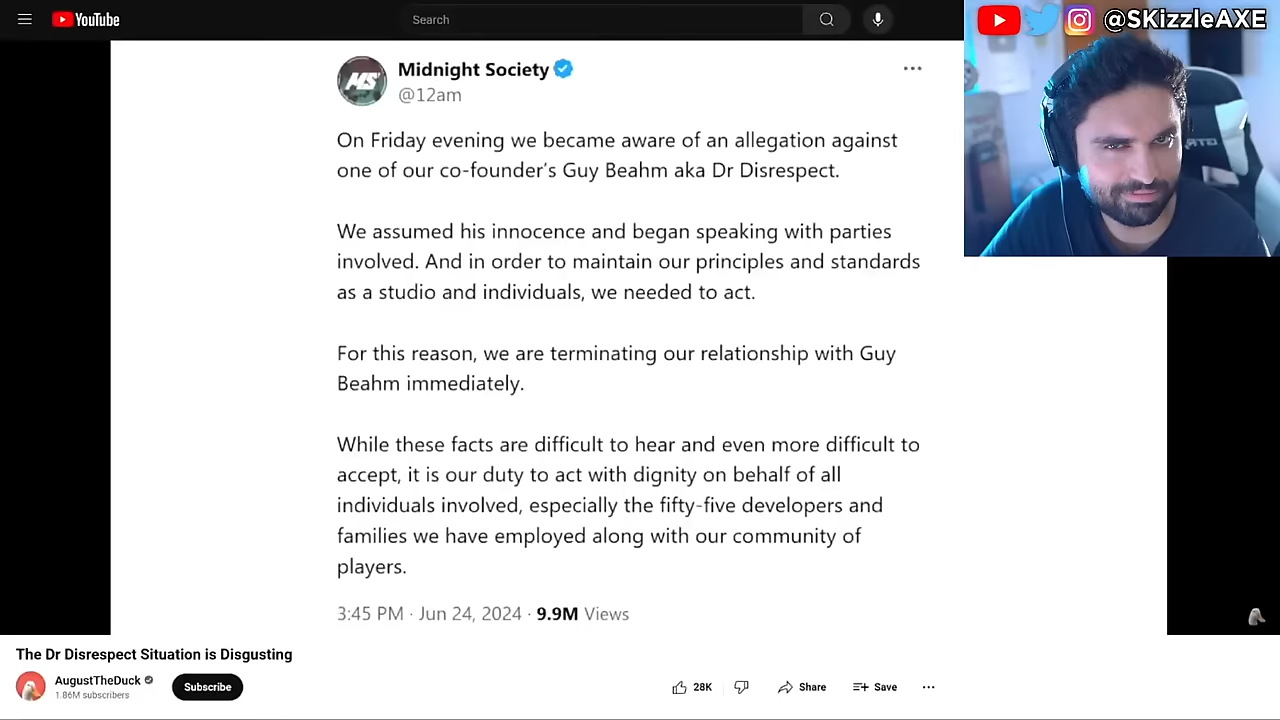 YouTube
Search
@SKizzleAXE
MS
Midnight Society
@12am
On Friday evening we became aware of an allegation against
one of our co-founder's Guy Beahm aka Dr Disrespect.
We assumed his innocence and began speaking with parties
involved. And in order to maintain our principles and standards
as a studio and individuals, we needed to act.
For this reason, we are terminating our relationship with Guy
Beahm immediately.
While these facts are difficult to hear and even more difficult to
accept, it is our duty to act with dignity on behalf of all
individuals involved, especially the fifty-five developers and
families we have employed along with our community of
players.
3:45 PM · Jun 24, 2024 · 9.9M Views
The Dr Disrespect Situation is Disgusting
AugustTheDuck
1.86M subscribers
Subscribe
28K
Share
Save